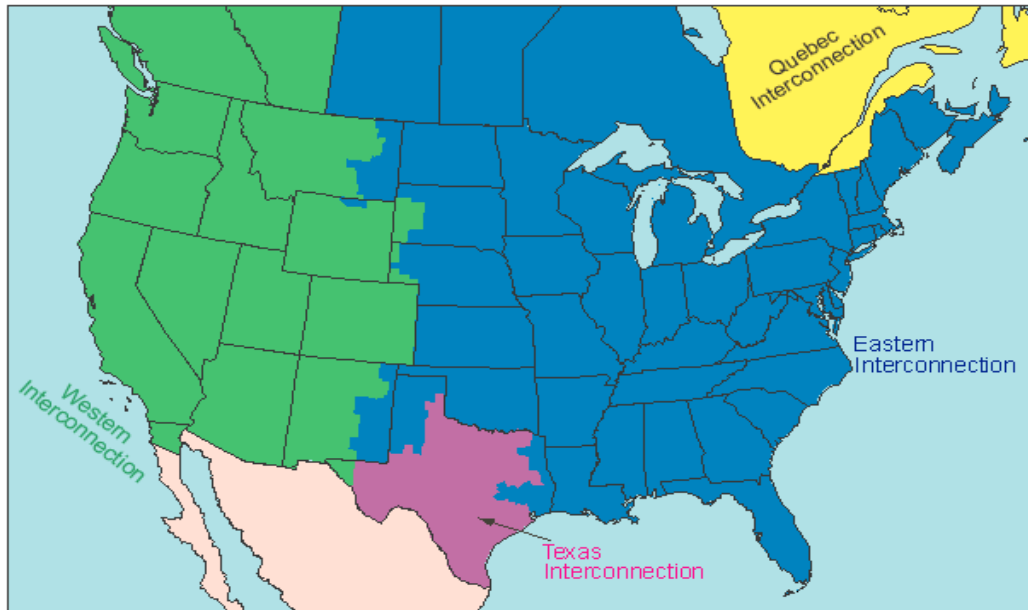 Quebec
Interconnection
Eastern
Interconnection
Western
Interconnection
Texas
Interconnection